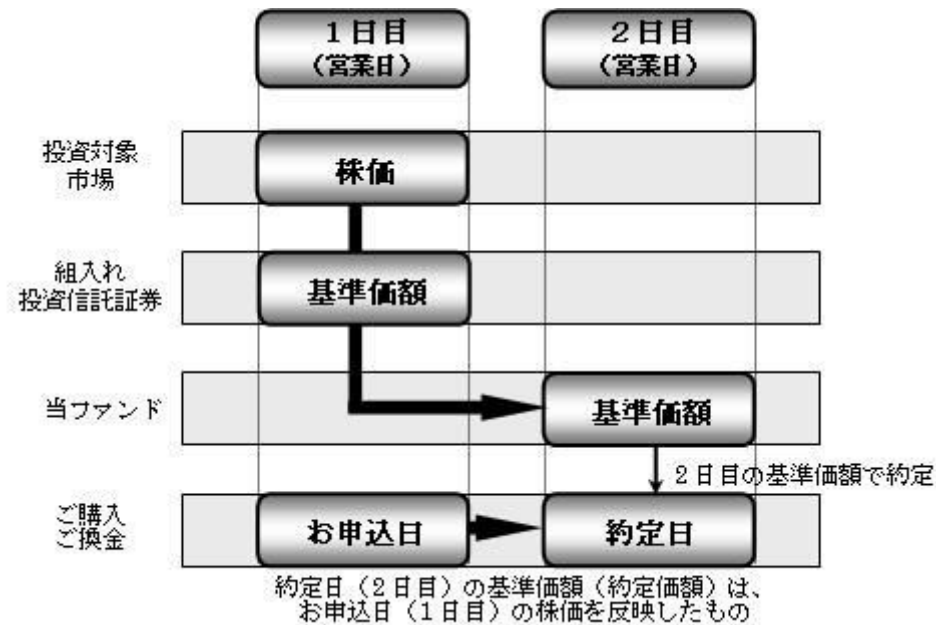 １日目
（営業日）
２日目
（営業日）
投資対象
市場
株価
組入れ
投資信託証券
基準価額
当ファンド
基準価額
２日目の基準価額で約定
ご購入
ご換金
お申込日
約定日
約定日（２日目）の基準価額（約定価額）は、
お申込日（１日目）の株価を反映したもの